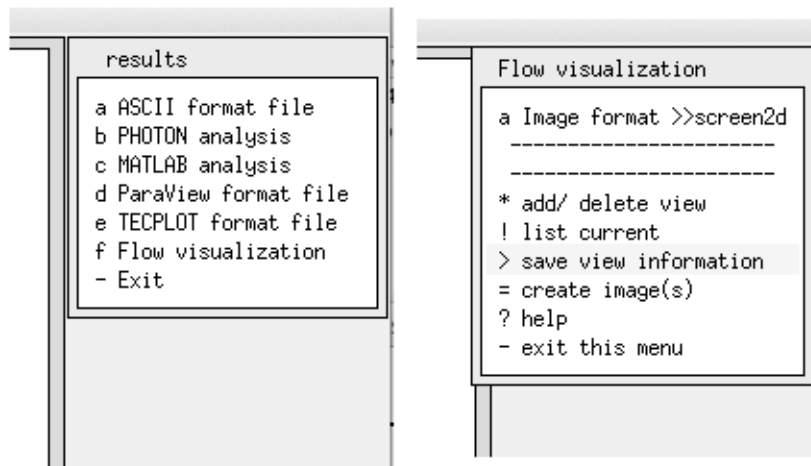 results
a ASCII format file
b PHOTON analysis
c MATLAB analysis
d ParaView format file
e TECPLOT format file
f Flow visualization
- Exit
Flow visualization
a Image format >>screen2d
-----------------------
-----------------------
* add/ delete view
! list current
> save view information
= create image(s)
? help
- exit this menu